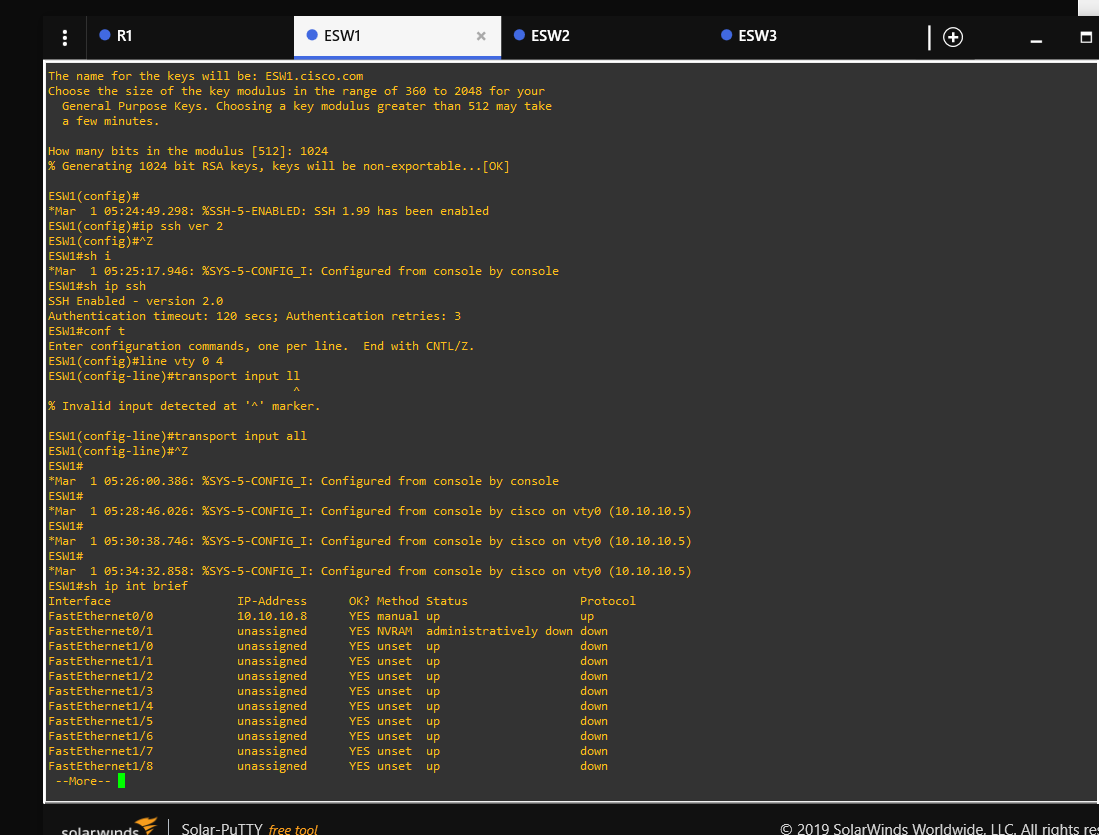 R1 ESW1 × ESW2 ESW3
The name for the keys will be: ESW1.cisco.com
Choose the size of the key modulus in the range of 360 to 2048 for your
  General Purpose Keys. Choosing a key modulus greater than 512 may take
  a few minutes.
How many bits in the modulus [512]: 1024
% Generating 1024 bit RSA keys, keys will be non-exportable...[OK]
ESW1(config)#
*Mar  1 05:24:49.298: %SSH-5-ENABLED: SSH 1.99 has been enabled
ESW1(config)#ip ssh ver 2
ESW1(config)#^Z
ESW1#sh i
*Mar  1 05:25:17.946: %SYS-5-CONFIG_I: Configured from console by console
ESW1#sh ip ssh
SSH Enabled - version 2.0
Authentication timeout: 120 secs; Authentication retries: 3
ESW1#conf t
Enter configuration commands, one per line.  End with CNTL/Z.
ESW1(config)#line vty 0 4
ESW1(config-line)#transport input ll
                                   ^
% Invalid input detected at '^' marker.
ESW1(config-line)#transport input all
ESW1(config-line)#^Z
ESW1#
*Mar  1 05:26:00.386: %SYS-5-CONFIG_I: Configured from console by console
ESW1#
*Mar  1 05:28:46.026: %SYS-5-CONFIG_I: Configured from console by cisco on vty0 (10.10.10.5)
ESW1#
*Mar  1 05:30:38.746: %SYS-5-CONFIG_I: Configured from console by cisco on vty0 (10.10.10.5)
ESW1#
*Mar  1 05:34:32.858: %SYS-5-CONFIG_I: Configured from console by cisco on vty0 (10.10.10.5)
ESW1#sh ip int brief
Interface                  IP-Address      OK? Method Status                Protocol
FastEthernet0/0            10.10.10.8      YES manual up                    up
FastEthernet0/1            unassigned      YES NVRAM  administratively down down
FastEthernet1/0            unassigned      YES unset  up                    down
FastEthernet1/1            unassigned      YES unset  up                    down
FastEthernet1/2            unassigned      YES unset  up                    down
FastEthernet1/3            unassigned      YES unset  up                    down
FastEthernet1/4            unassigned      YES unset  up                    down
FastEthernet1/5            unassigned      YES unset  up                    down
FastEthernet1/6            unassigned      YES unset  up                    down
FastEthernet1/7            unassigned      YES unset  up                    down
FastEthernet1/8            unassigned      YES unset  up                    down
 --More--
solarwinds | Solar-PuTTY free tool © 2019 SolarWinds Worldwide, LLC. All rights